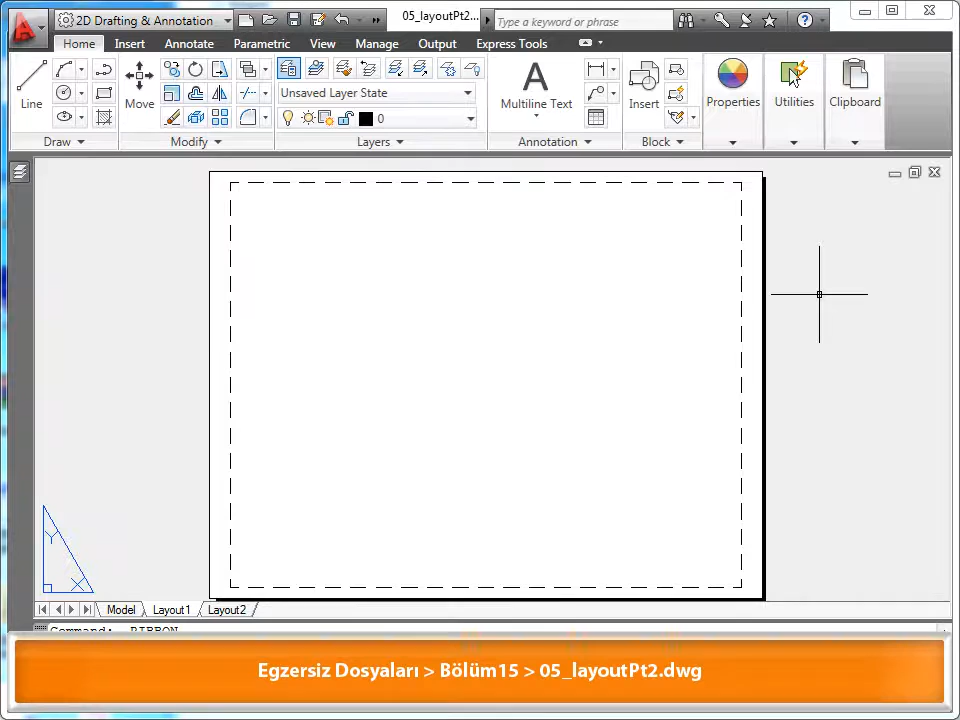 2D Drafting & Annotation
05_layoutPt2...
Type a keyword or phrase
Home Insert Annotate Parametric View Manage Output Express Tools
Line
Move
Unsaved Layer State
0
Multiline Text
Insert
Properties
Utilities
Clipboard
Draw
Modify
Layers
Annotation
Block
Y
X
Model Layout1 Layout2
Command: RIBBON
Egzersiz Dosyaları > Bölüm15 > 05_layoutPt2.dwg